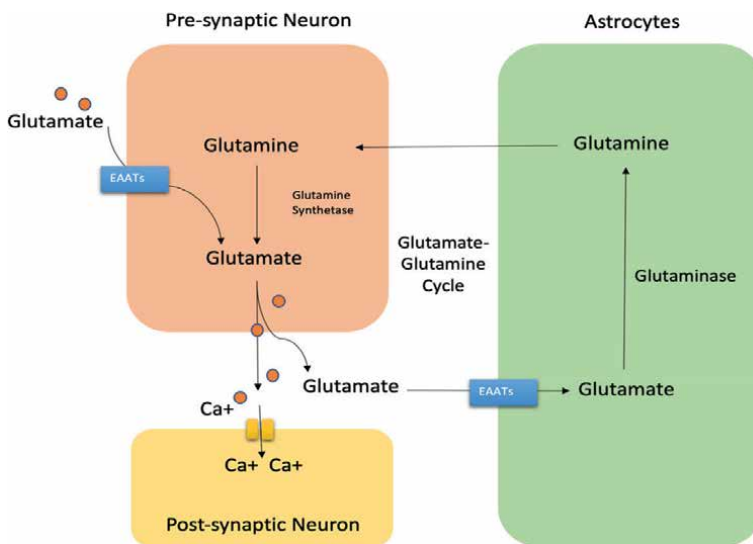 Pre-synaptic Neuron
Astrocytes
Glutamate
EAATs
Glutamine
Glutamine
Synthetase
Glutamate
Glutamate-
Glutamine
Cycle
Glutamine
Glutaminase
Glutamate
EAATs
Glutamate
Ca+
Ca+ Ca+
Post-synaptic Neuron